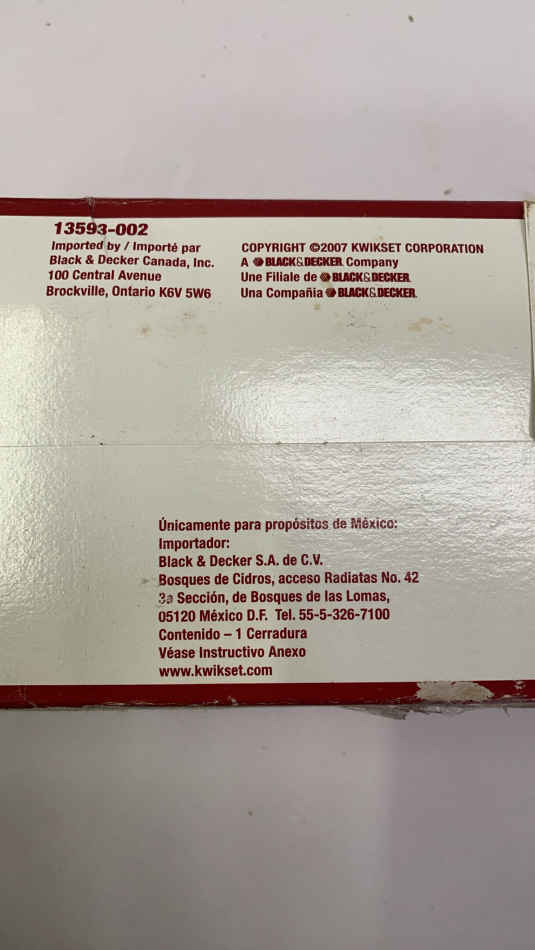 13593-002
Imported by / Importé par
Black & Decker Canada, Inc.
100 Central Avenue
Brockville, Ontario K6V 5W6
COPYRIGHT ©2007 KWIKSET CORPORATION
A BLACK&DECKER. Company
Une Filiale de BLACK&DECKER.
Una Compañia BLACK&DECKER.
Únicamente para propósitos de México:
Importador:
Black & Decker S.A. de C.V.
Bosques de Cidros, acceso Radiatas No. 42
3a Sección, de Bosques de las Lomas,
05120 México D.F. Tel. 55-5-326-7100
Contenido – 1 Cerradura
Véase Instructivo Anexo
www.kwikset.com